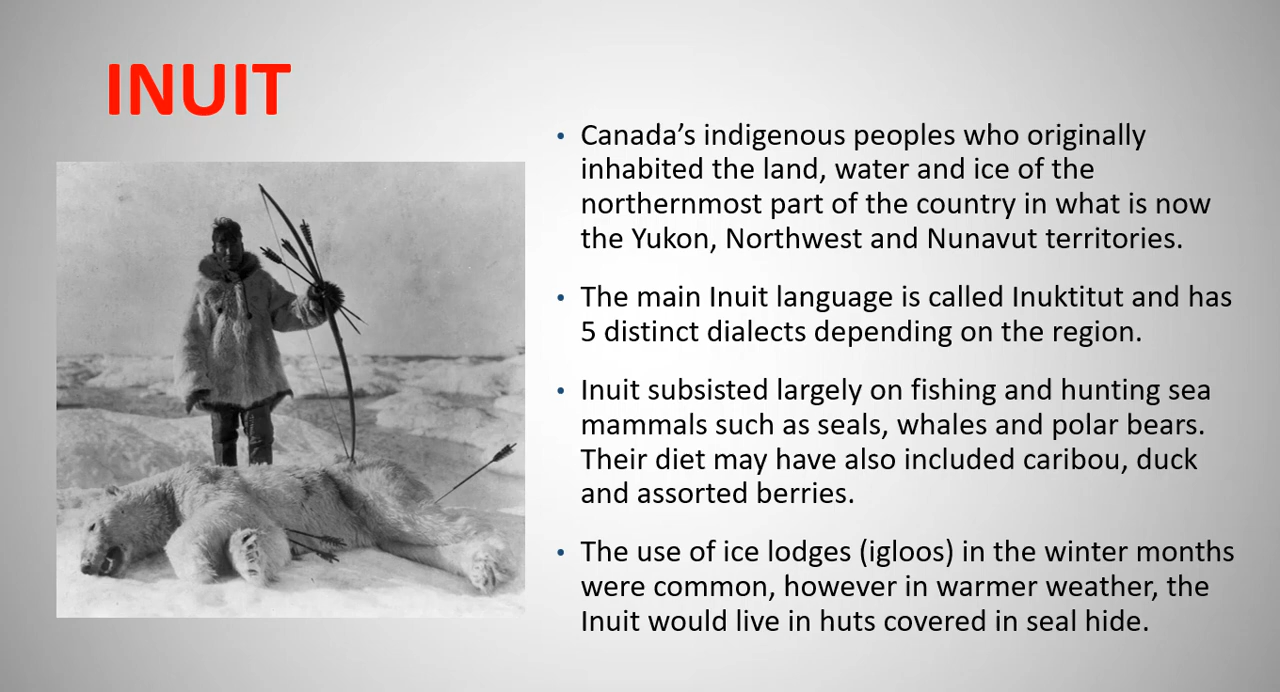 INUIT
• Canada’s indigenous peoples who originally
inhabited the land, water and ice of the
northernmost part of the country in what is now
the Yukon, Northwest and Nunavut territories.
• The main Inuit language is called Inuktitut and has
5 distinct dialects depending on the region.
• Inuit subsisted largely on fishing and hunting sea
mammals such as seals, whales and polar bears.
Their diet may have also included caribou, duck
and assorted berries.
• The use of ice lodges (igloos) in the winter months
were common, however in warmer weather, the
Inuit would live in huts covered in seal hide.